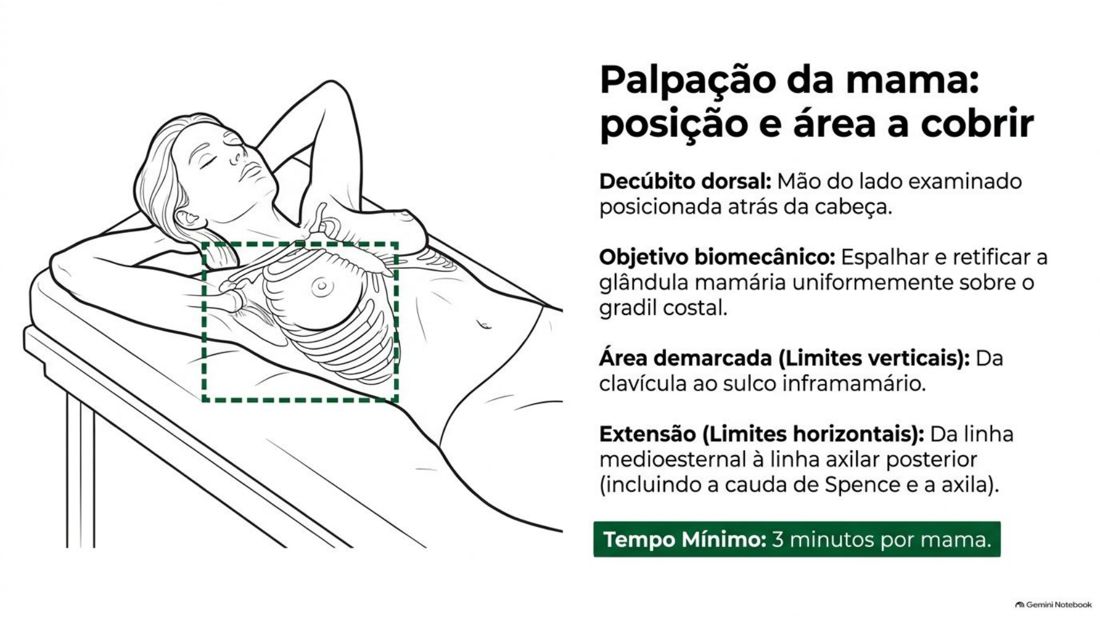 Palpação da mama:
posição e área a cobrir
Decúbito dorsal: Mão do lado examinado
posicionada atrás da cabeça.
Objetivo biomecânico: Espalhar e retificar a
glândula mamária uniformemente sobre o
gradil costal.
Área demarcada (Limites verticais): Da
clavícula ao sulco inframamário.
Extensão (Limites horizontais): Da linha
medioesternal à linha axilar posterior
(incluindo a cauda de Spence e a axila).
Tempo Mínimo: 3 minutos por mama.
Gemini Notebook